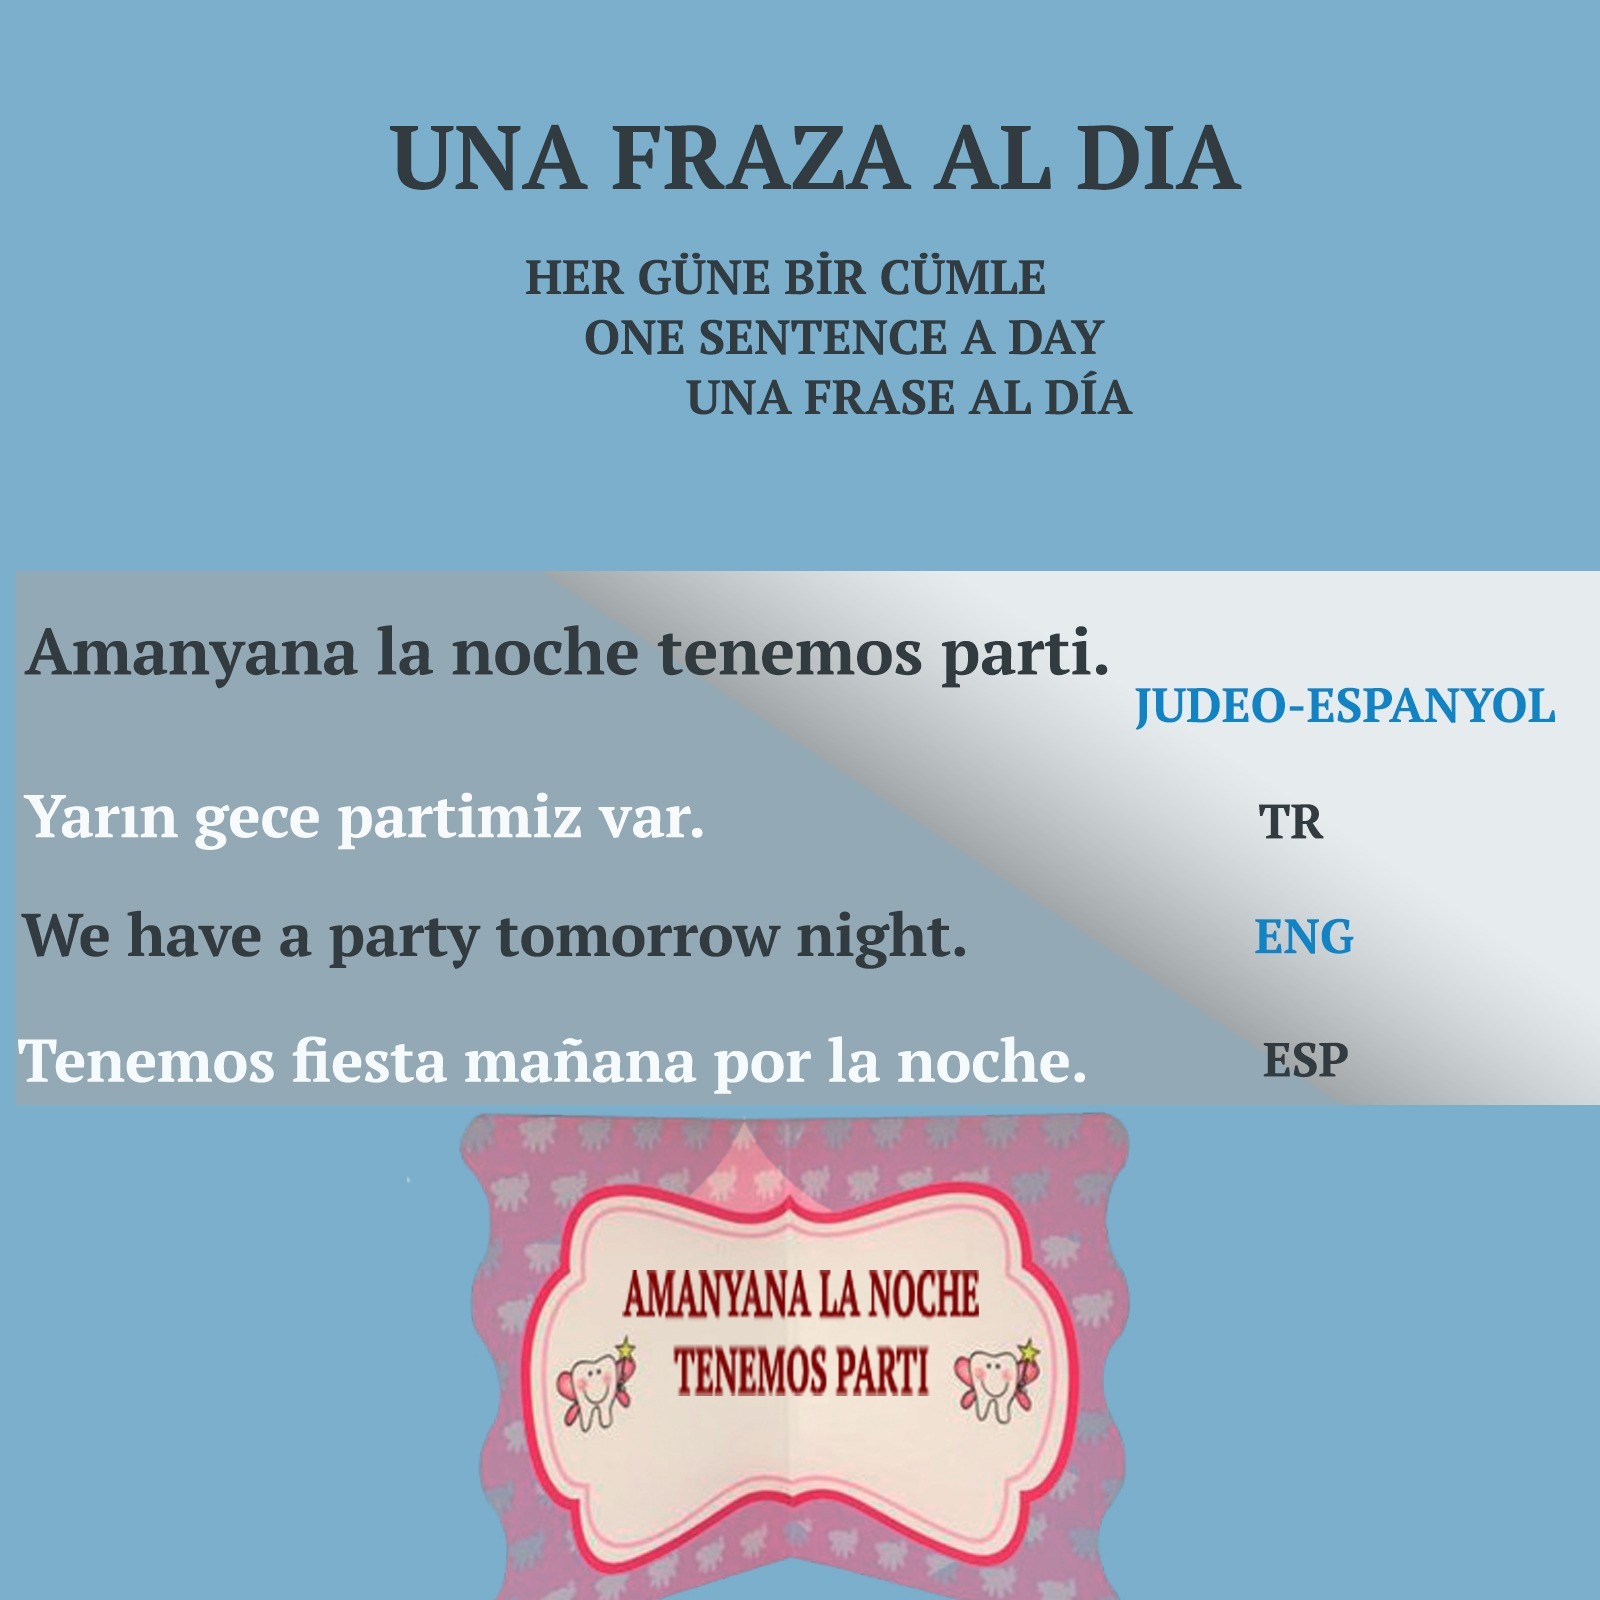 UNA FRAZA AL DIA
HER GÜNE BİR CÜMLE
ONE SENTENCE A DAY
UNA FRASE AL DÍA
Amanyana la noche tenemos parti.
JUDEO-ESPANYOL
Yarın gece partimiz var.
TR
We have a party tomorrow night.
ENG
Tenemos fiesta mañana por la noche.
ESP
AMANYANA LA NOCHE
TENEMOS PARTI